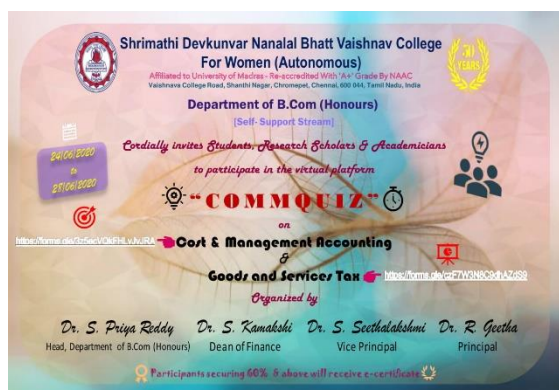 Shrimathi Devkunvar Nanalal Bhatt Vaishnav College
For Women (Autonomous)
Affiliated to University of Madras - Re-accredited With 'A+' Grade By NAAC
Vaishnava College Road, Shanthi Nagar, Chromepet, Chennai, 600 044, Tamil Nadu, India
50
YEARS
Department of B.Com (Honours)
[Self- Support Stream]
Cordially invites Students, Research Scholars & Academicians
to participate in the virtual platform
24/06/2020
to
28/06/2020
"COMMQUIZ"
on
Cost & Management Accounting
&
Goods and Services Tax
Organized by
Dr. S. Priya Reddy Dr. S. Kamakshi Dr. S. Seethalakshmi Dr. R. Geetha
Head, Department of B.Com (Honours) Dean of Finance Vice Principal Principal
Participants securing 60% & above will receive e-certificate